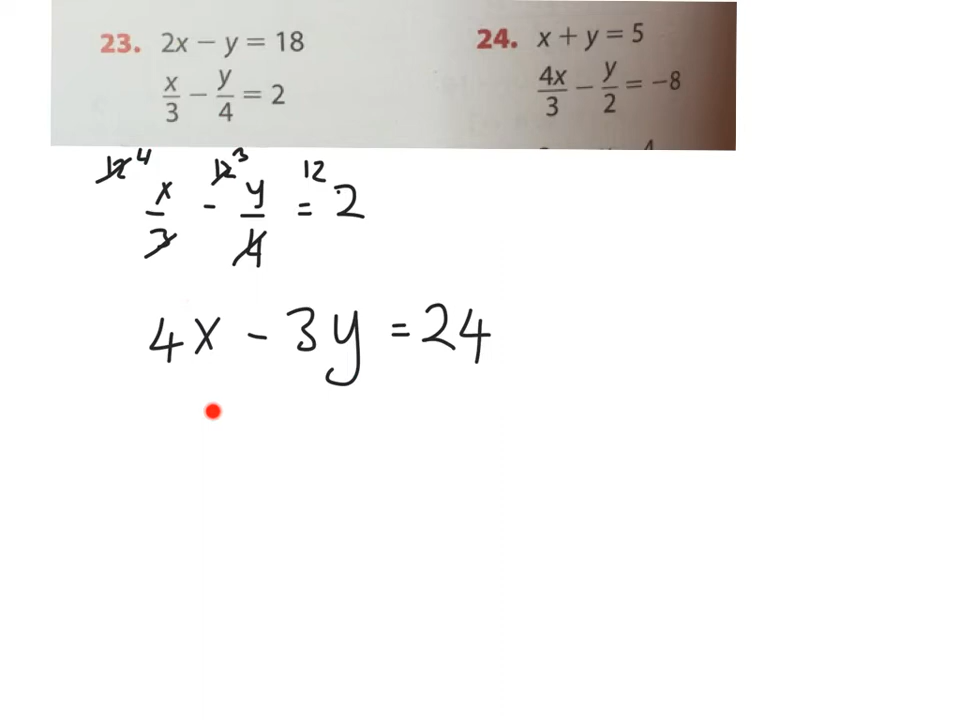 23. 2x − y = 18
x/3 − y/4 = 2
24. x + y = 5
4x/3 − y/2 = −8
12 4 12 3 12
x/3 - y/4 = 2
4x - 3y = 24